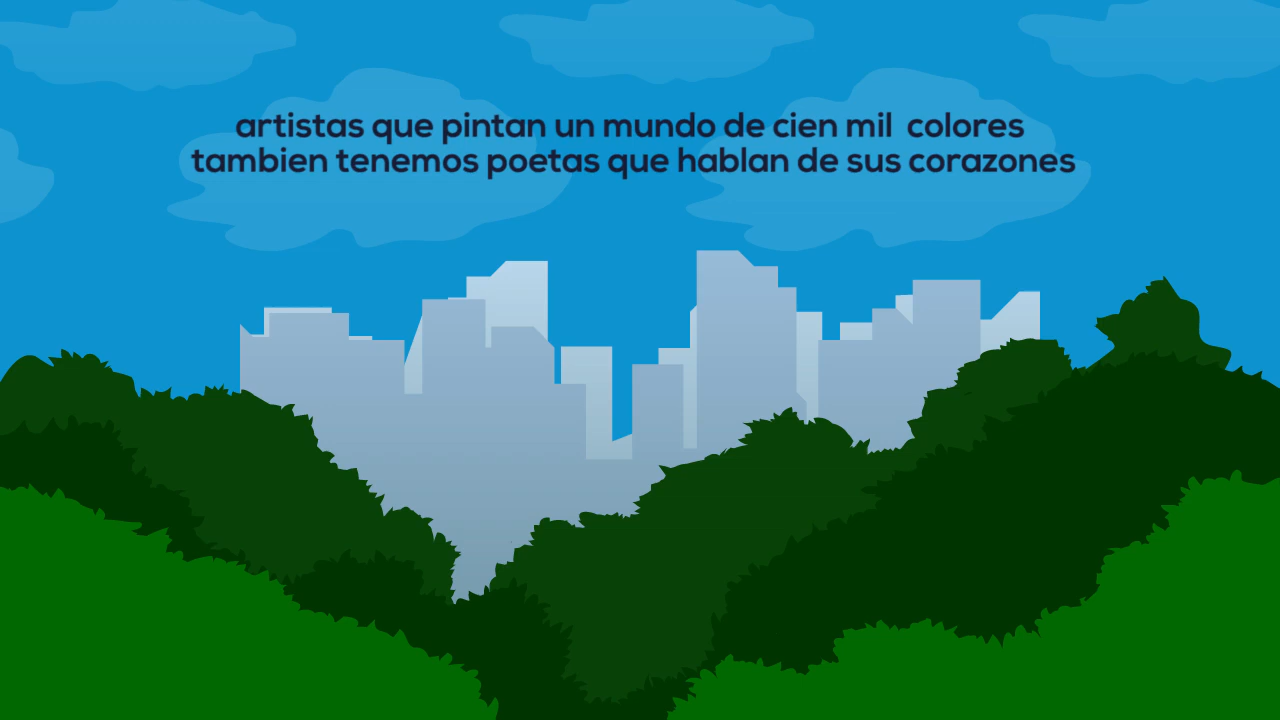 artistas que pintan un mundo de cien mil  colores
tambien tenemos poetas que hablan de sus corazones